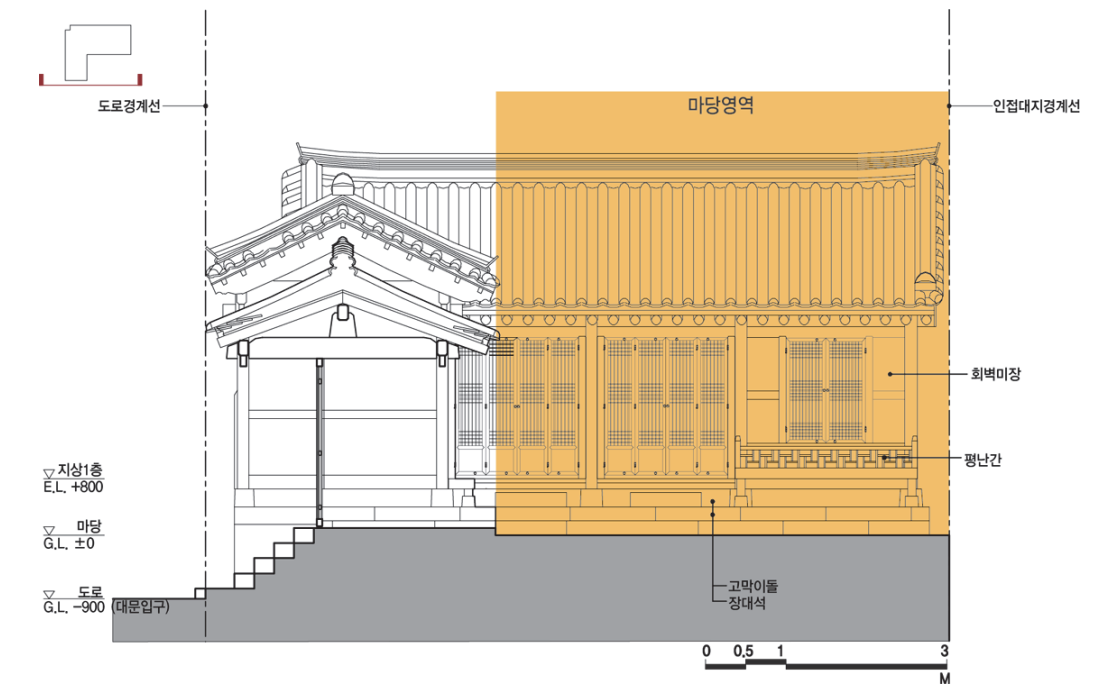 마당영역
도로경계선
인접대지경계선
회벽미장
평난간
지상1층
E.L. +800
마당
G.L. ±0
도로
G.L. -900 (대문입구)
고막이돌
장대석
0 0.5 1 3
M